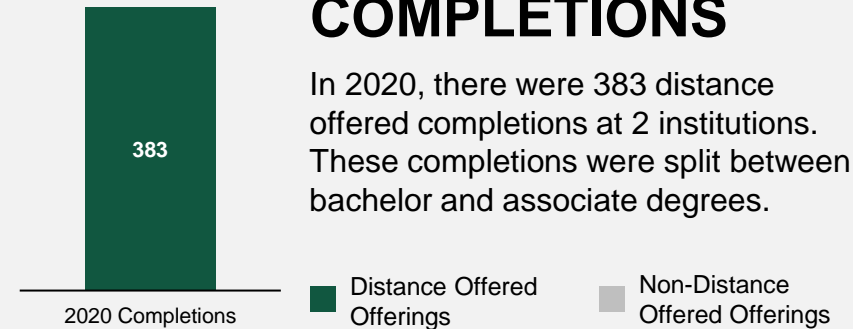 COMPLETIONS
In 2020, there were 383 distance
offered completions at 2 institutions.
These completions were split between
bachelor and associate degrees.
383
2020 Completions
Distance Offered
Offerings
Non-Distance
Offered Offerings